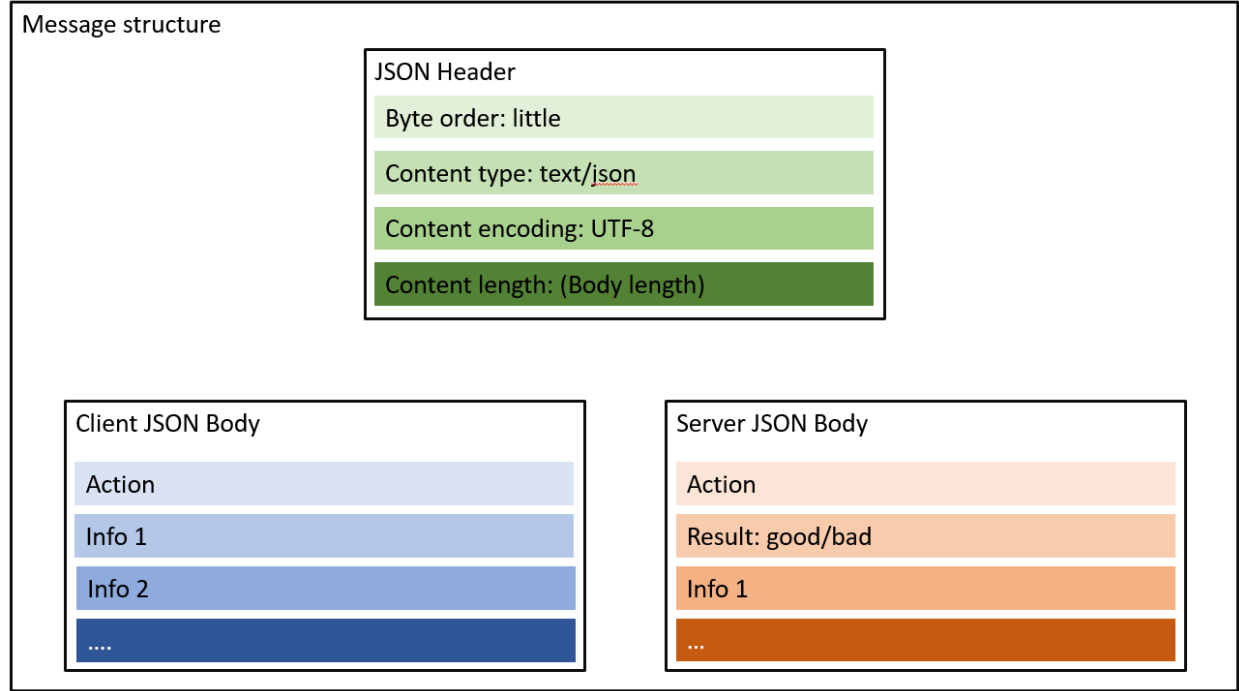 Message structure
JSON Header
Byte order: little
Content type: text/json
Content encoding: UTF-8
Content length: (Body length)
Client JSON Body
Action
Info 1
Info 2
....
Server JSON Body
Action
Result: good/bad
Info 1
...